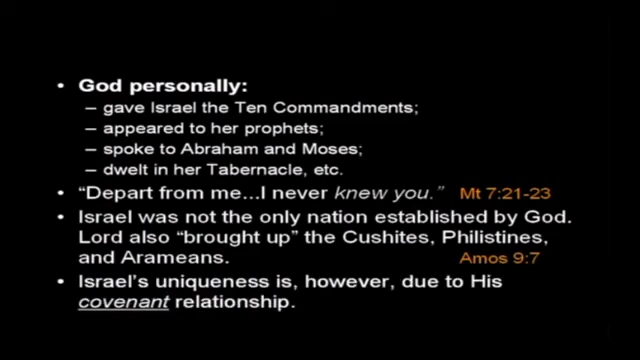 • God personally:
– gave Israel the Ten Commandments;
– appeared to her prophets;
– spoke to Abraham and Moses;
– dwelt in her Tabernacle, etc.
• “Depart from me...I never knew you.” Mt 7:21-23
• Israel was not the only nation established by God.
Lord also “brought up” the Cushites, Philistines,
and Arameans. Amos 9:7
• Israel’s uniqueness is, however, due to His
covenant relationship.